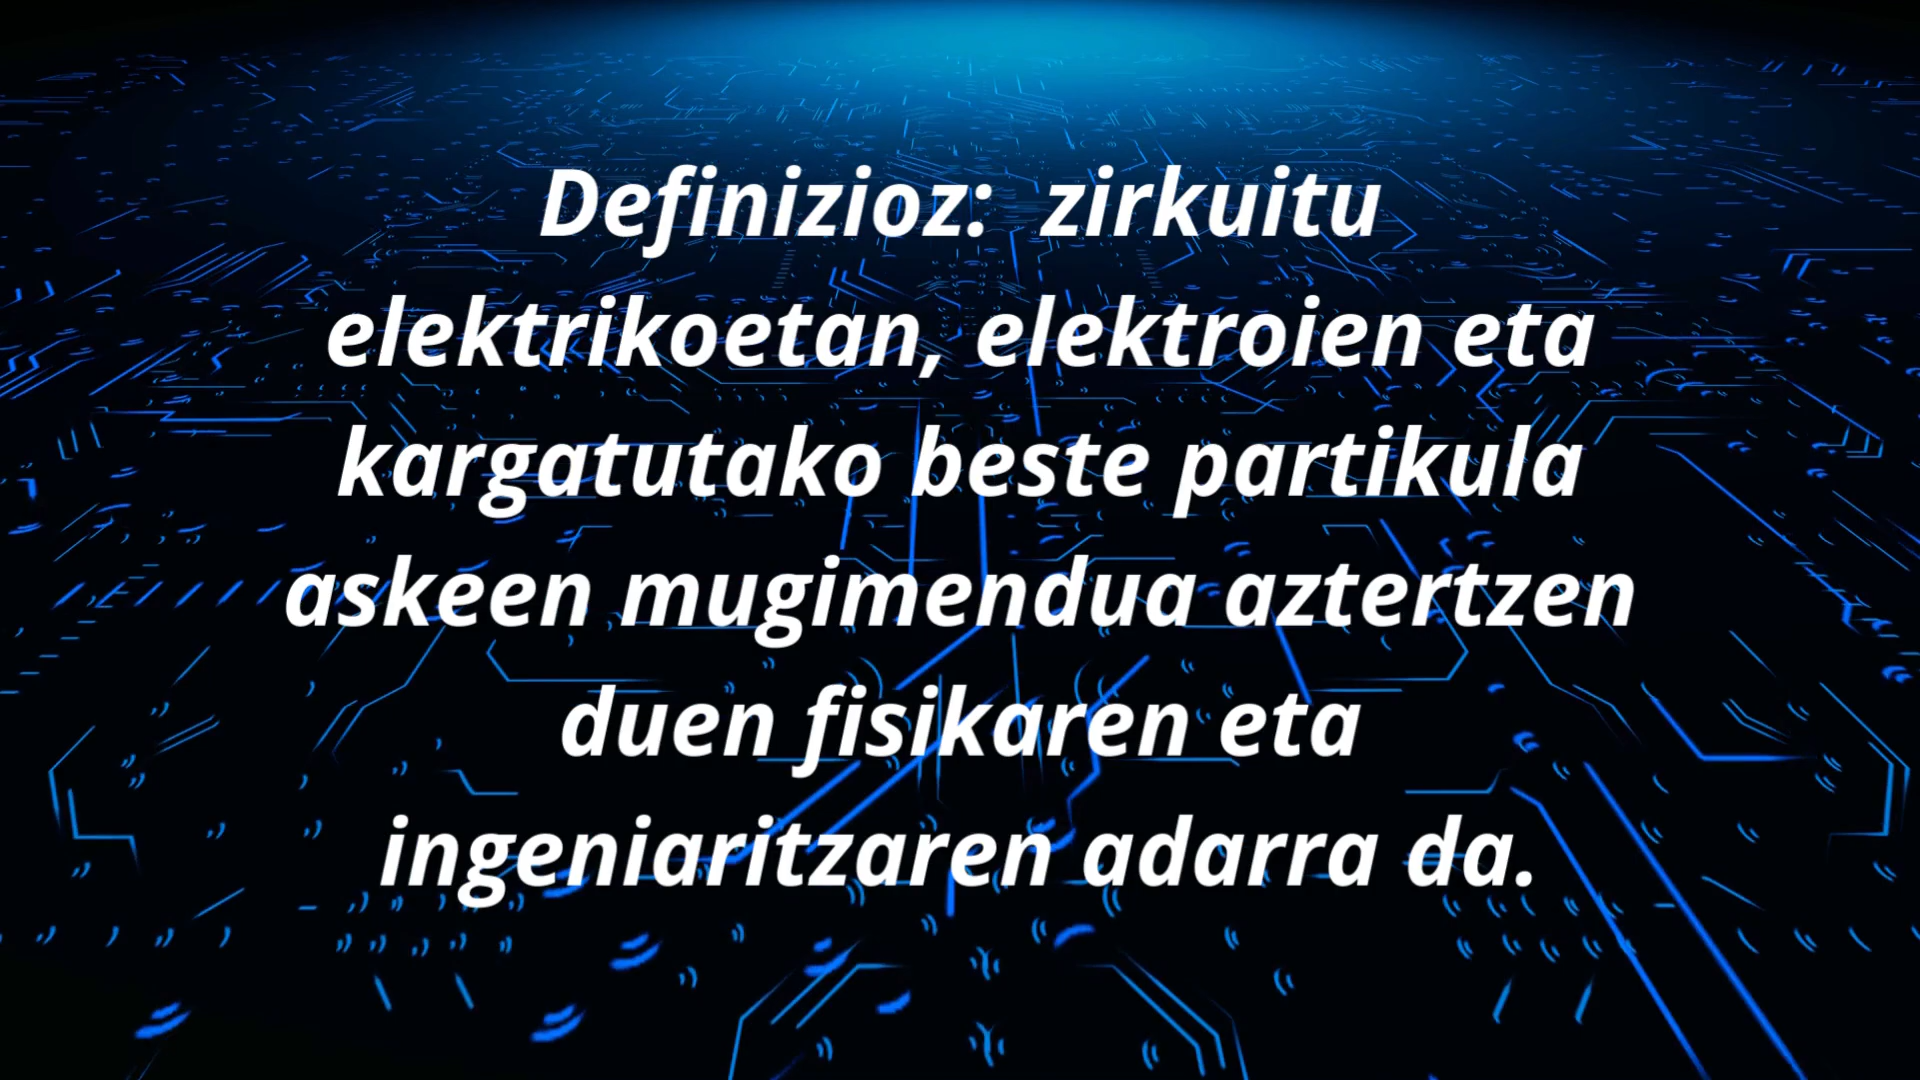 Definizioz:  zirkuitu
elektrikoetan, elektroien eta
kargatutako beste partikula
askeen mugimendua aztertzen
duen fisikaren eta
ingeniaritzaren adarra da.